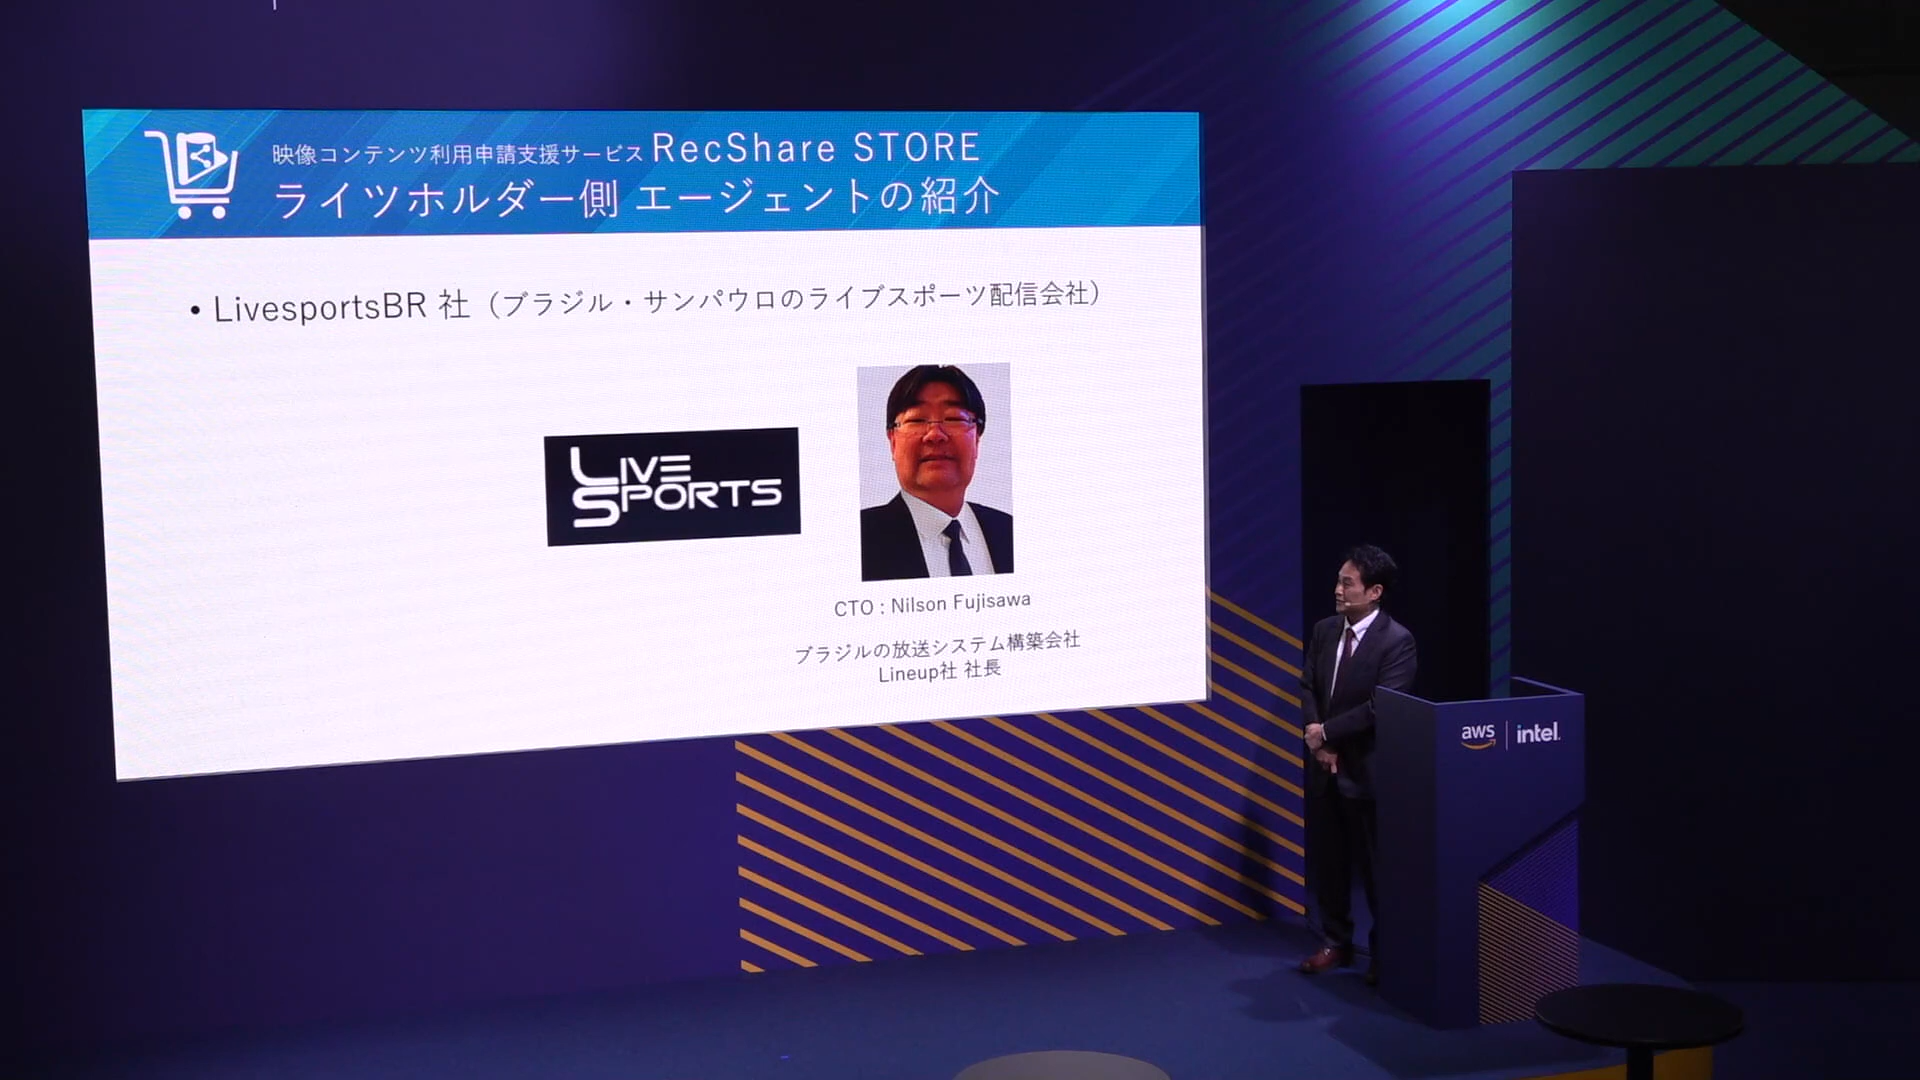 映像コンテンツ利用申請支援サービス RecShare STORE
ライツホルダー側 エージェントの紹介
• LivesportsBR 社（ブラジル・サンパウロのライブスポーツ配信会社）
LIVE
SPORTS
CTO : Nilson Fujisawa
ブラジルの放送システム構築会社
Lineup社 社長
aws | intel.